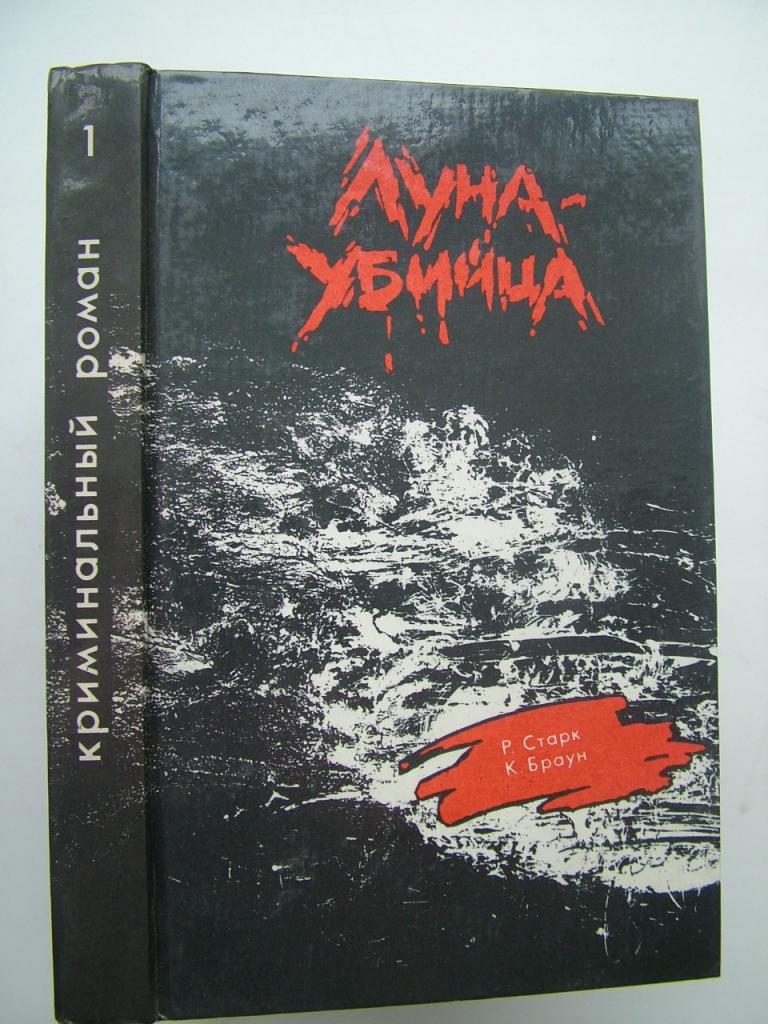 1
криминальный роман
ЛУНА-
УБИЙЦА
Р. Старк
К. Браун